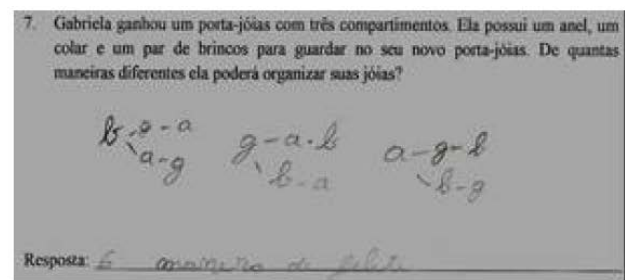 7. Gabriela ganhou um porta-jóias com três compartimentos. Ela possui um anel, um
colar e um par de brincos para guardar no seu novo porta-jóias. De quantas
maneiras diferentes ela poderá organizar suas jóias?
b - g - a g - a - b a - g - b
a - g b - a b - g
Resposta: 6 maneira de